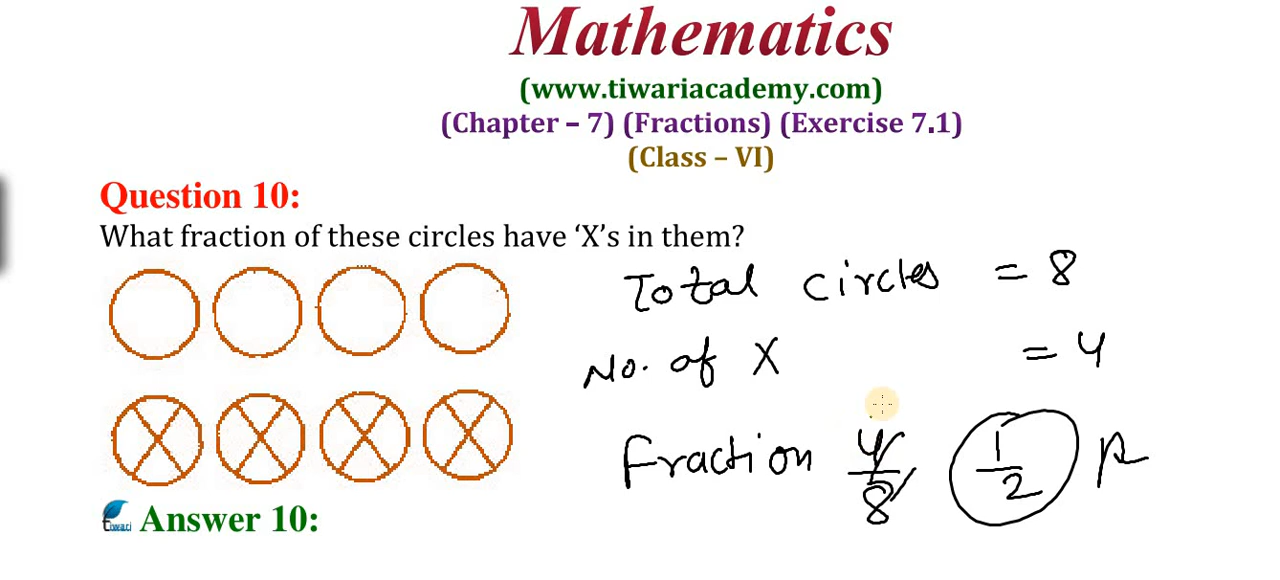 Mathematics
(www.tiwariacademy.com)
(Chapter – 7) (Fractions) (Exercise 7.1)
(Class – VI)
Question 10:
What fraction of these circles have ‘X’s in them?
Total circles = 8
No. of X = 4
Fraction 4/8 1/2
Tiwari Answer 10: